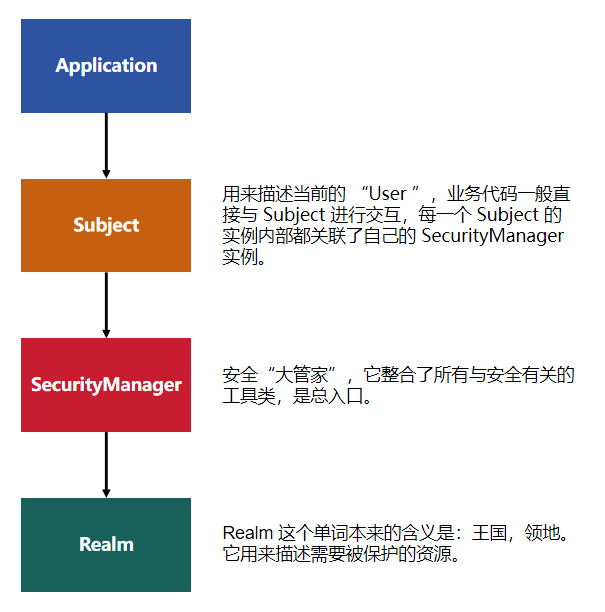 Application
Subject
用来描述当前的 “User ”，业务代码一般直
接与 Subject 进行交互，每一个 Subject 的
实例内部都关联了自己的 SecurityManager
实例。
SecurityManager
安全“大管家”，它整合了所有与安全有关的
工具类，是总入口。
Realm
Realm 这个单词本来的含义是：王国，领地。
它用来描述需要被保护的资源。